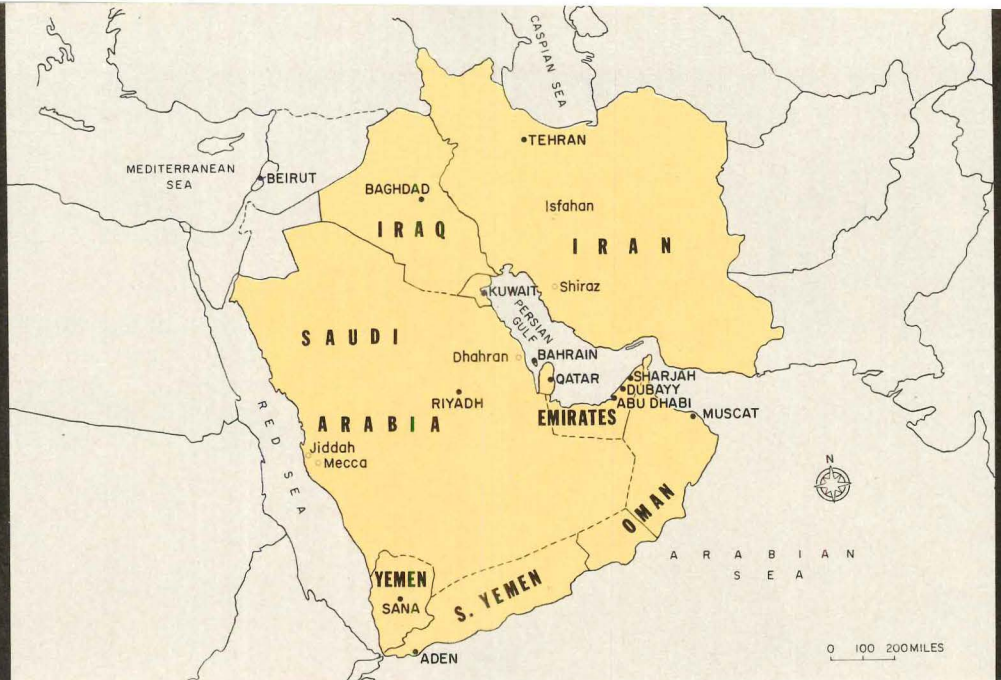 CASPIAN SEA
TEHRAN
MEDITERRANEAN
SEA
BEIRUT
BAGHDAD
IRAQ
Isfahan
IRAN
KUWAIT
Shiraz
PERSIAN
GULF
SAUDI
ARABIA
Dhahran
BAHRAIN
QATAR
SHARJAH
DUBAYY
ABU DHABI
EMIRATES
MUSCAT
RIYADH
RED SEA
Jiddah
Mecca
N
OMAN
ARABIAN
SEA
YEMEN
SANA
S. YEMEN
ADEN
0 100 200 MILES